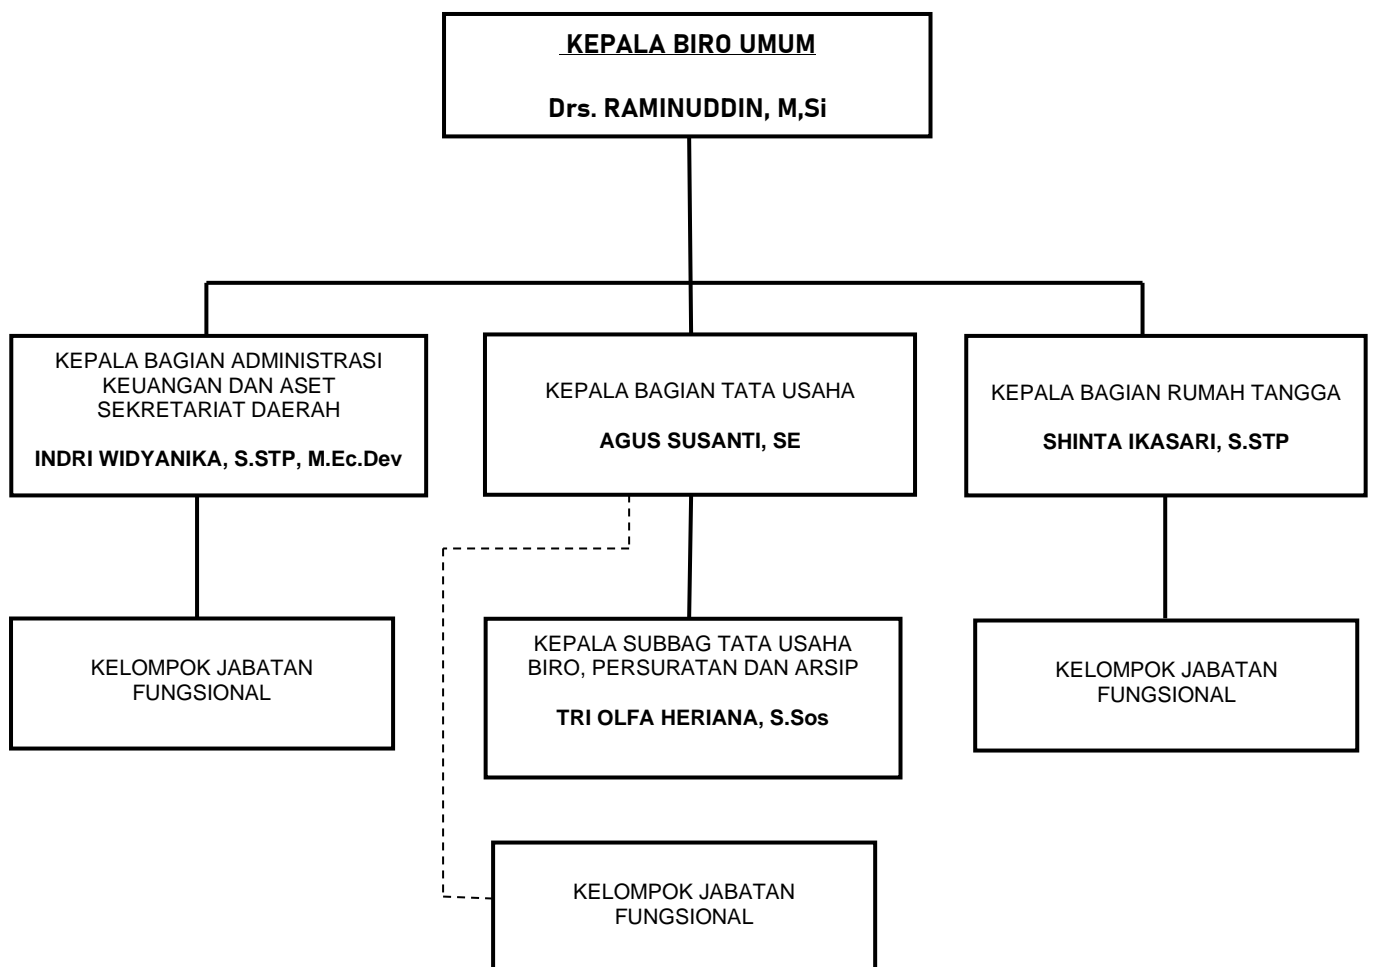 KEPALA BIRO UMUM
Drs. RAMINUDDIN, M,Si
KEPALA BAGIAN ADMINISTRASI
KEUANGAN DAN ASET
SEKRETARIAT DAERAH
INDRI WIDYANIKA, S.STP, M.Ec.Dev
KEPALA BAGIAN TATA USAHA
AGUS SUSANTI, SE
KEPALA BAGIAN RUMAH TANGGA
SHINTA IKASARI, S.STP
KELOMPOK JABATAN
FUNGSIONAL
KEPALA SUBBAG TATA USAHA
BIRO, PERSURATAN DAN ARSIP
TRI OLFA HERIANA, S.Sos
KELOMPOK JABATAN
FUNGSIONAL
KELOMPOK JABATAN
FUNGSIONAL